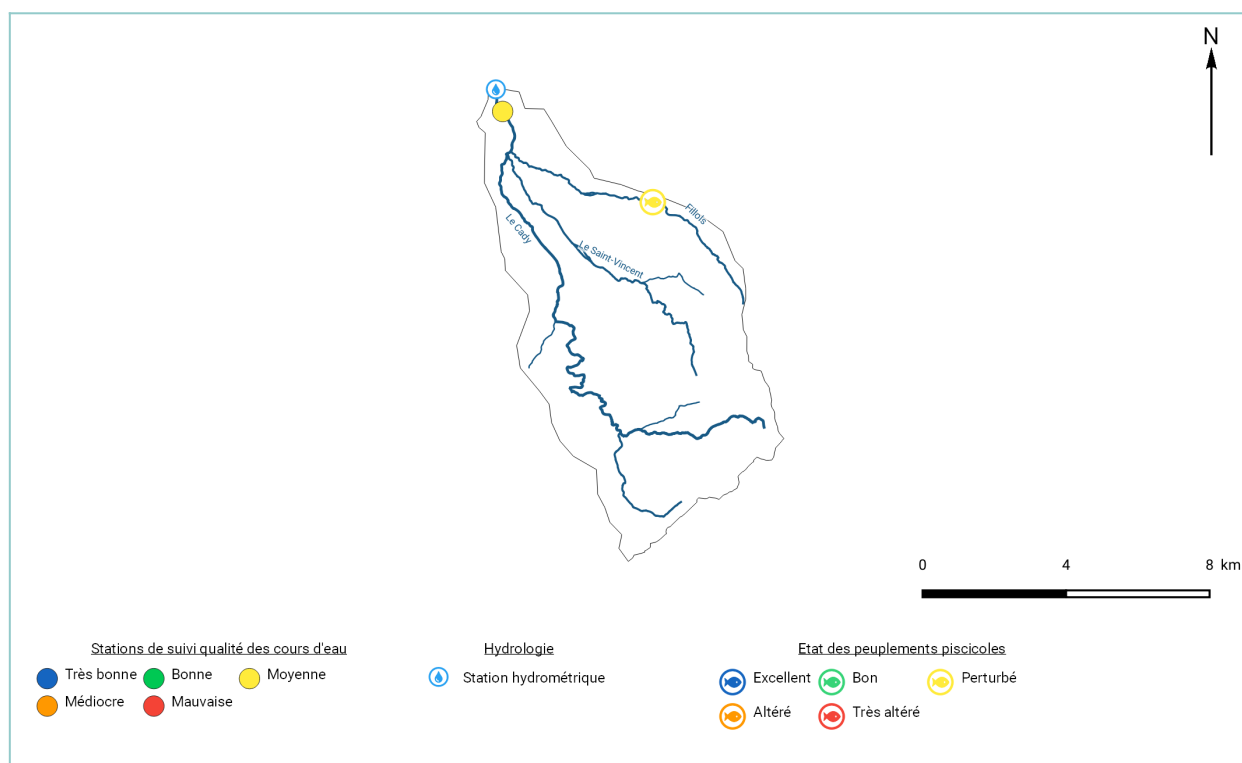 N
Fillols
Le Cady
Le Saint-Vincent
0 4 8 km
Stations de suivi qualité des cours d'eau
Très bonne Bonne Moyenne
Médiocre Mauvaise
Hydrologie
Station hydrométrique
Etat des peuplements piscicoles
Excellent Bon Perturbé
Altéré Très altéré